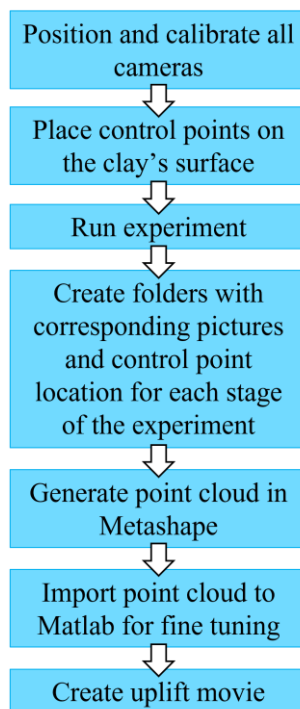 Position and calibrate all
cameras
Place control points on
the clay's surface
Run experiment
Create folders with
corresponding pictures
and control point
location for each stage
of the experiment
Generate point cloud in
Metashape
Import point cloud to
Matlab for fine tuning
Create uplift movie